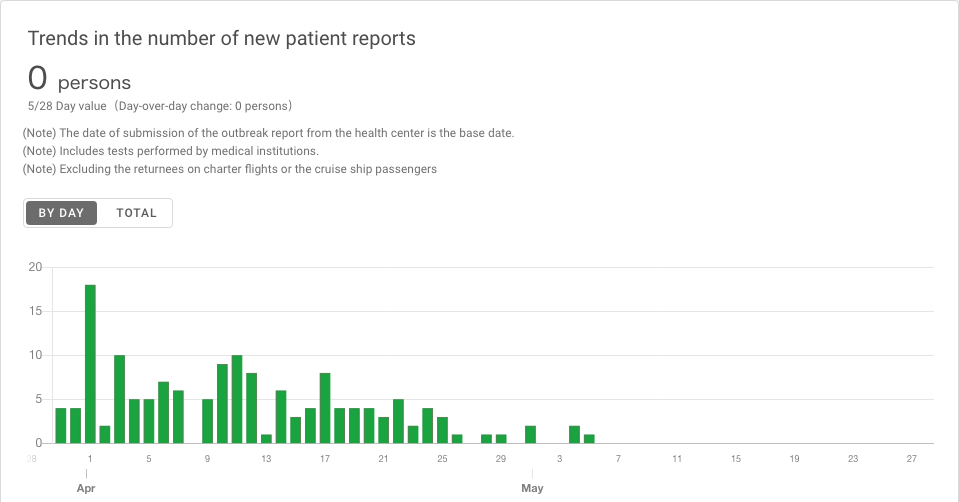 Trends in the number of new patient reports
0 persons
5/28 Day value（Day-over-day change: 0 persons）
(Note) The date of submission of the outbreak report from the health center is the base date.
(Note) Includes tests performed by medical institutions.
(Note) Excluding the returnees on charter flights or the cruise ship passengers
BY DAY TOTAL
20
15
10
5
0
28 1 5 9 13 17 21 25 29 3 7 11 15 19 23 27
Apr May